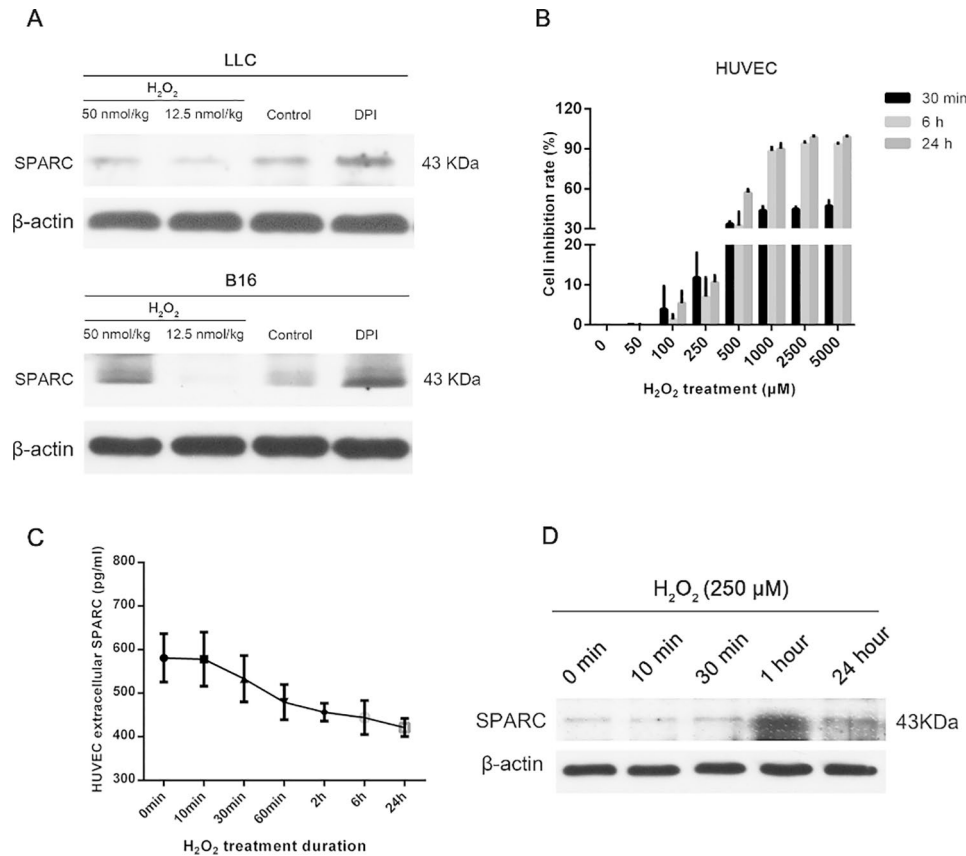 A
LLC
H₂O₂
50 nmol/kg 12.5 nmol/kg Control DPI
SPARC 43 KDa
β-actin
B16
H₂O₂
50 nmol/kg 12.5 nmol/kg Control DPI
SPARC 43 KDa
β-actin
B
HUVEC
30 min
6 h
24 h
Cell inhibition rate (%)
120
90
60
30
20
10
0
0 50 100 250 500 1000 2500 5000
H₂O₂ treatment (μM)
C
HUVEC extracellular SPARC (pg/ml)
800
700
600
500
400
300
0min 10min 30min 60min 2h 6h 24h
H₂O₂ treatment duration
D
H₂O₂ (250 μM)
0 min 10 min 30 min 1 hour 24 hour
SPARC 43KDa
β-actin